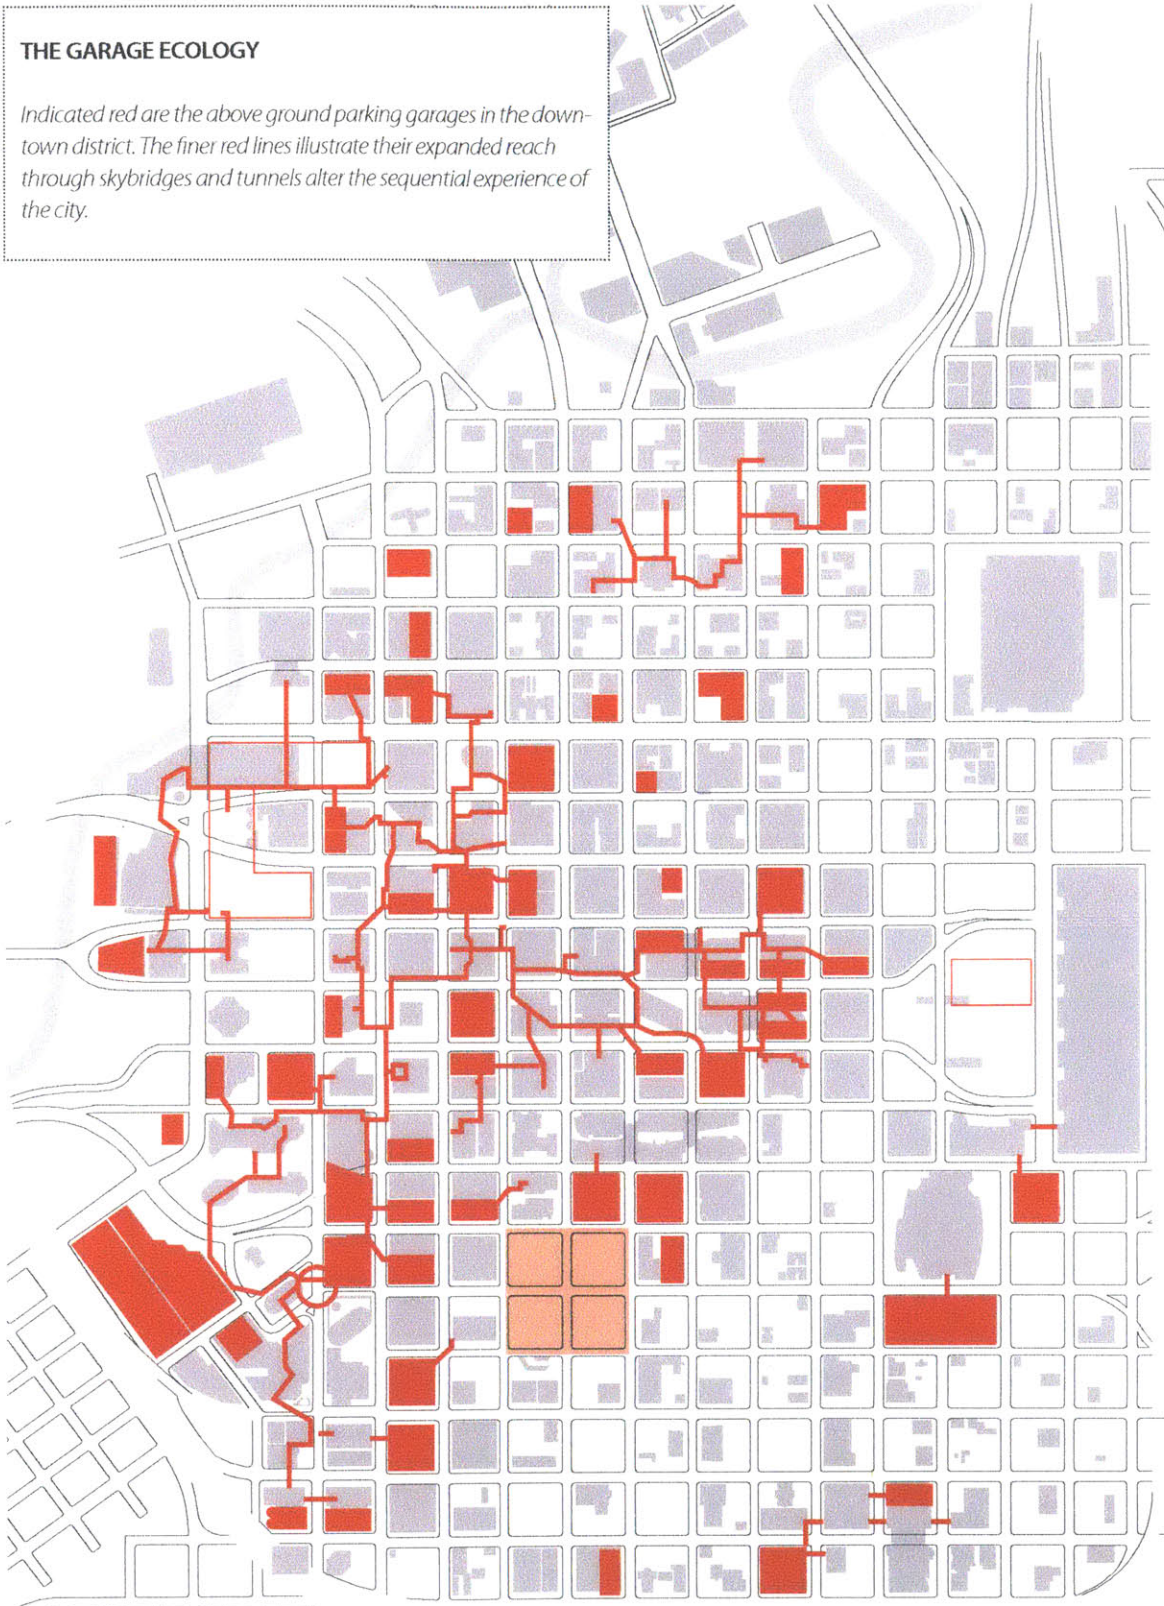 THE GARAGE ECOLOGY
Indicated red are the above ground parking garages in the down-
town district. The finer red lines illustrate their expanded reach
through skybridges and tunnels alter the sequential experience of
the city.